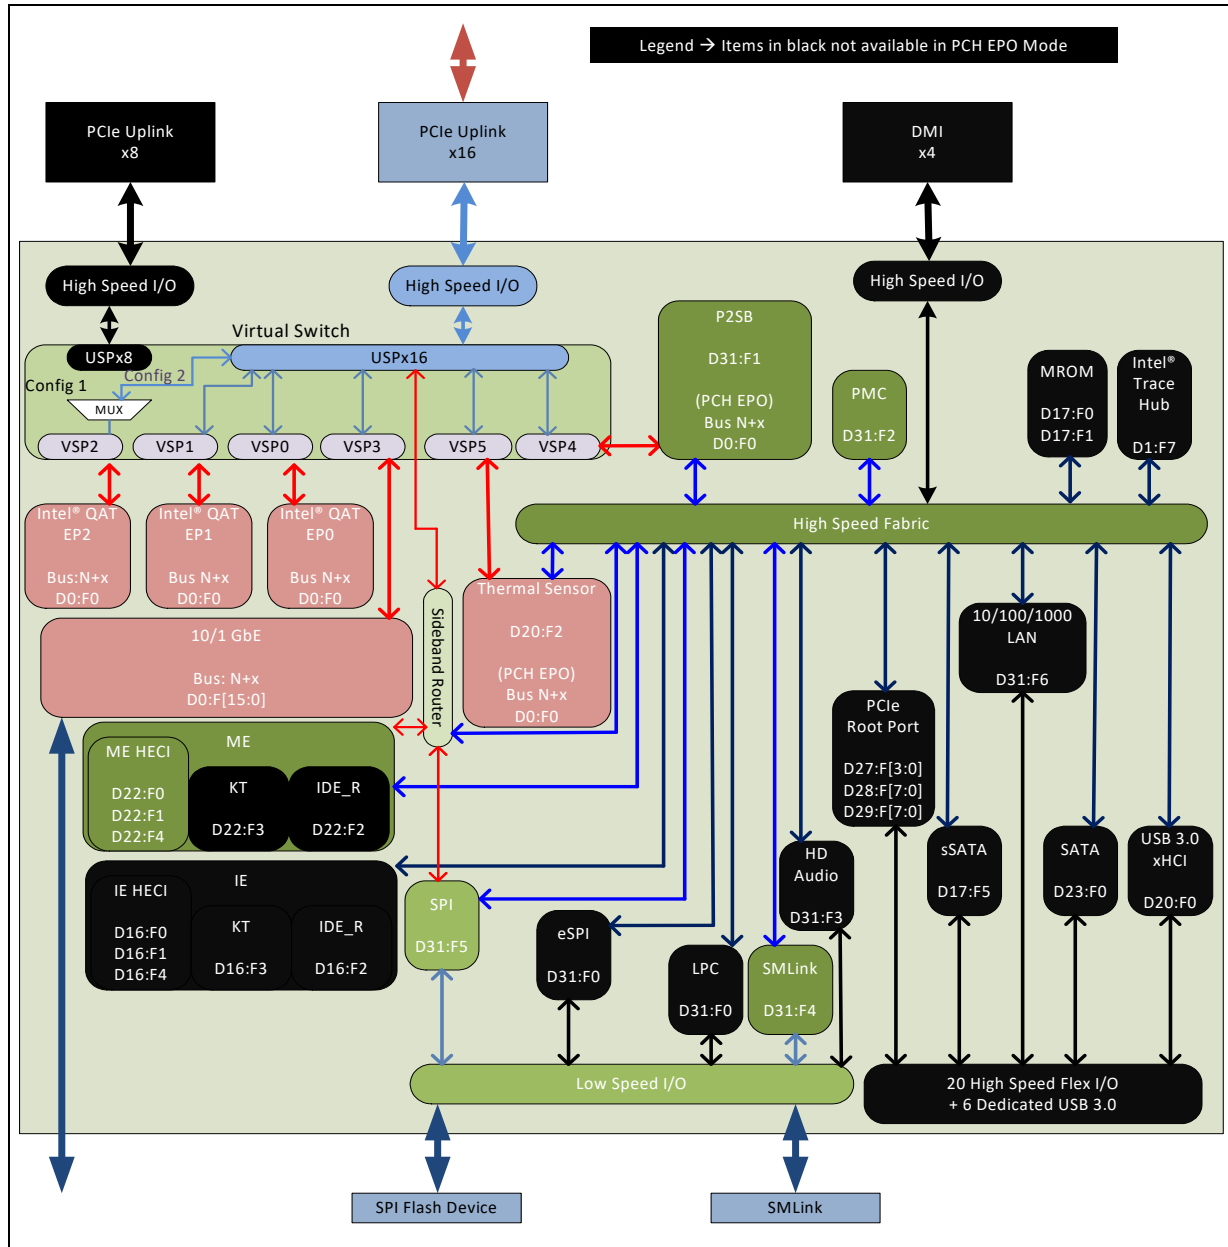 Legend → Items in black not available in PCH EPO Mode
PCIe Uplink
x8
PCIe Uplink
x16
DMI
x4
High Speed I/O
High Speed I/O
High Speed I/O
Virtual Switch
USPx8
USPx16
Config 2
Config 1
MUX
VSP2
VSP1
VSP0
VSP3
VSP5
VSP4
P2SB
D31:F1
(PCH EPO)
Bus N+x
D0:F0
PMC
D31:F2
MROM
D17:F0
D17:F1
Intel®
Trace
Hub
D1:F7
High Speed Fabric
Intel® QAT
EP2
Bus:N+x
D0:F0
Intel® QAT
EP1
Bus N+x
D0:F0
Intel® QAT
EP0
Bus N+x
D0:F0
Thermal Sensor
D20:F2
(PCH EPO)
Bus N+x
D0:F0
Sideband Router
10/1 GbE
Bus: N+x
D0:F[15:0]
10/100/1000
LAN
D31:F6
PCIe
Root Port
D27:F[3:0]
D28:F[7:0]
D29:F[7:0]
ME
ME HECI
D22:F0
D22:F1
D22:F4
KT
D22:F3
IDE_R
D22:F2
IE
IE HECI
D16:F0
D16:F1
D16:F4
KT
D16:F3
IDE_R
D16:F2
SPI
D31:F5
eSPI
D31:F0
LPC
D31:F0
SMLink
D31:F4
HD
Audio
D31:F3
sSATA
D17:F5
SATA
D23:F0
USB 3.0
xHCI
D20:F0
Low Speed I/O
20 High Speed Flex I/O
+ 6 Dedicated USB 3.0
SPI Flash Device
SMLink